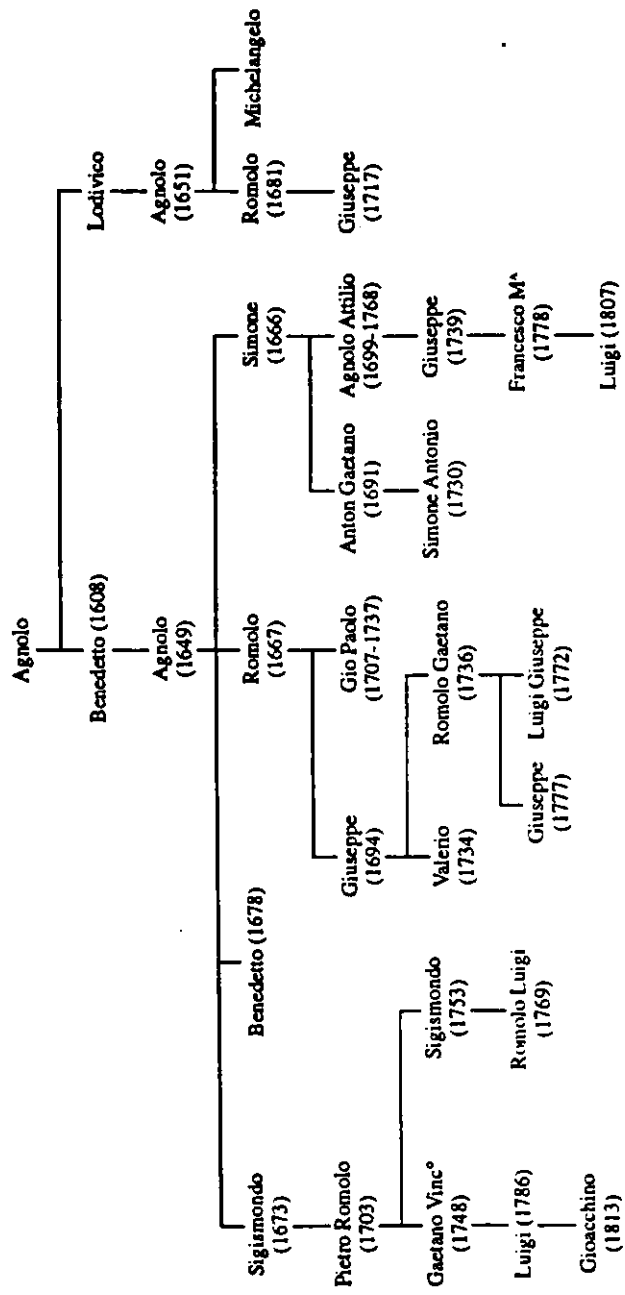 Agnolo
Benedetto (1608)
Lodivico
Agnolo
(1649)
Agnolo
(1651)
Sigismondo
(1673)
Benedetto (1678)
Romolo
(1667)
Simone
(1666)
Romolo
(1681)
Michelangelo
Pietro Romolo
(1703)
Giuseppe
(1694)
Gio Paolo
(1707-1737)
Anton Gaetano
(1691)
Agnolo Attilio
(1699-1768)
Giuseppe
(1717)
Gaetano Vincº
(1748)
Sigismondo
(1753)
Valerio
(1734)
Romolo Gaetano
(1736)
Simone Antonio
(1730)
Giuseppe
(1739)
Luigi (1786)
Romolo Luigi
(1769)
Giuseppe
(1777)
Luigi Giuseppe
(1772)
Francesco Mᴬ
(1778)
Gioacchino
(1813)
Luigi (1807)